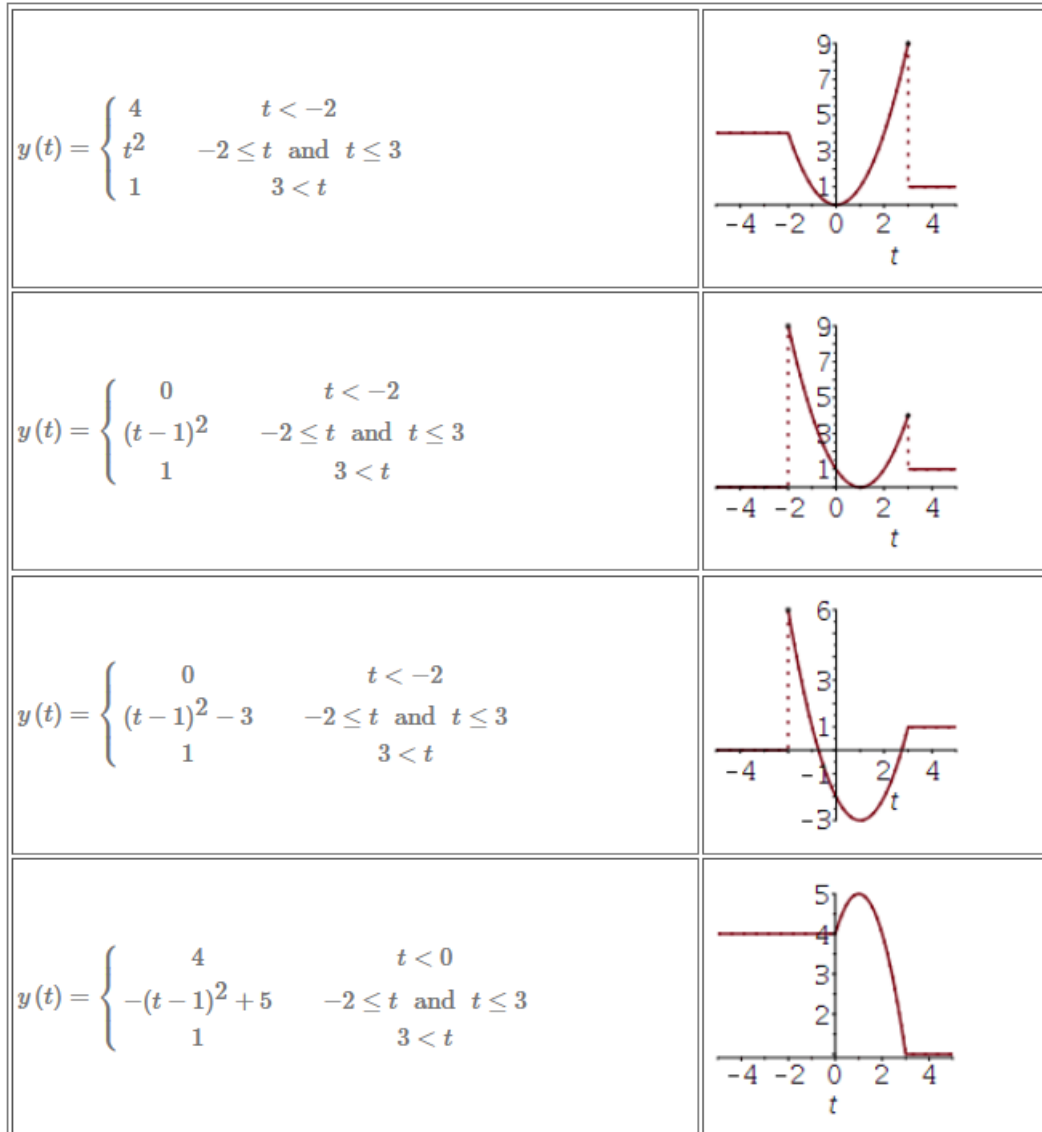 4 t < −2
y(t) = { t² −2 ≤ t and t ≤ 3
1 3 < t
9
7
5
3
1
−4 −2 0 2 4
t
0 t < −2
y(t) = { (t − 1)² −2 ≤ t and t ≤ 3
1 3 < t
9
7
5
3
1
−4 −2 0 2 4
t
0 t < −2
y(t) = { (t − 1)² − 3 −2 ≤ t and t ≤ 3
1 3 < t
6
3
1
−4 −1 2 4
t
−3
4 t < 0
y(t) = { −(t − 1)² + 5 −2 ≤ t and t ≤ 3
1 3 < t
5
4
3
2
−4 −2 0 2 4
t